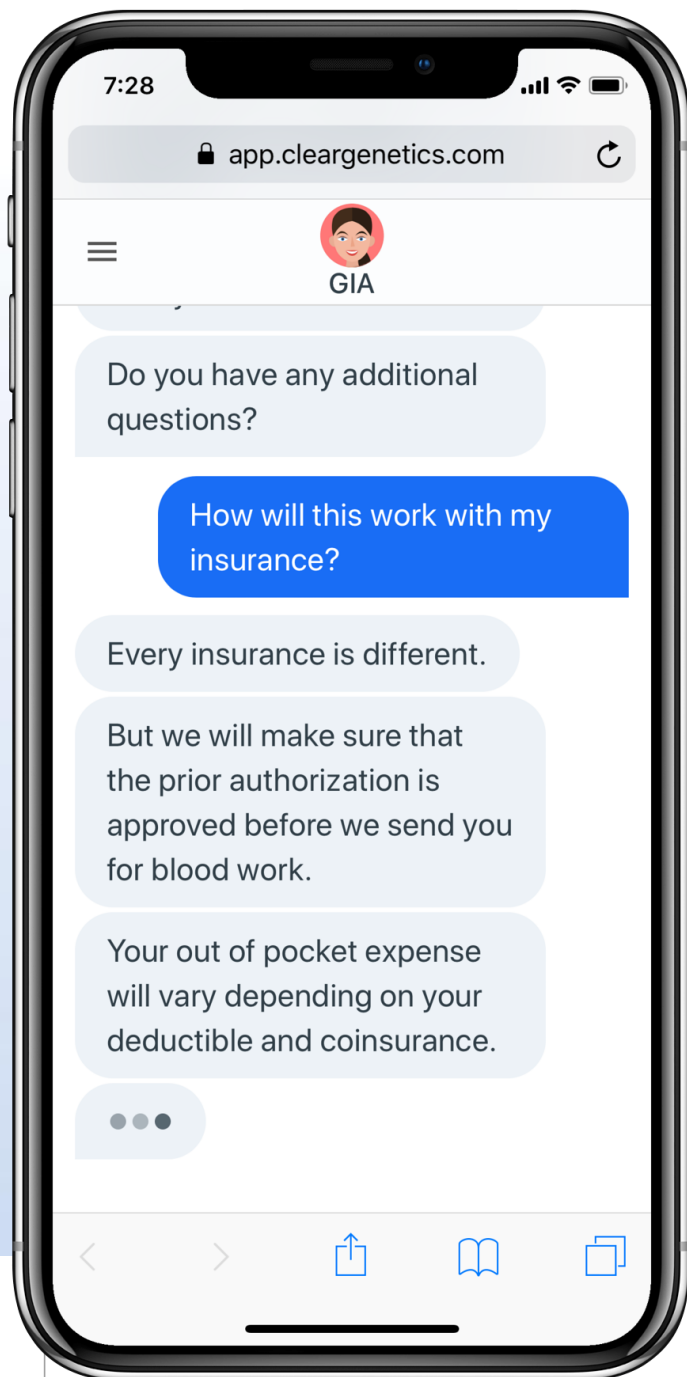 7:28
app.cleargenetics.com
GIA
Do you have any additional
questions?
How will this work with my
insurance?
Every insurance is different.
But we will make sure that
the prior authorization is
approved before we send you
for blood work.
Your out of pocket expense
will vary depending on your
deductible and coinsurance.